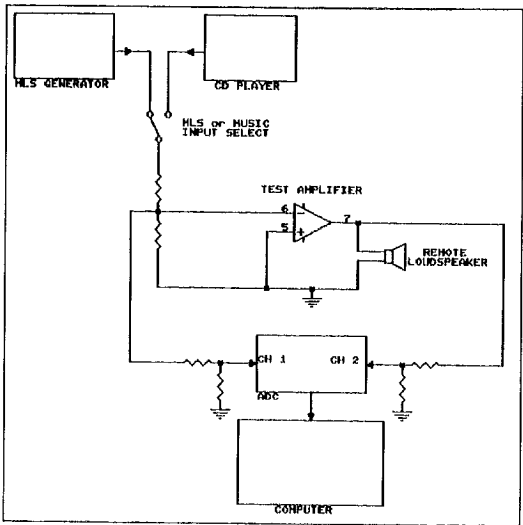 MLS GENERATOR
CD PLAYER
MLS or MUSIC
INPUT SELECT
TEST AMPLIFIER
6
-
7
5
+
REMOTE
LOUDSPEAKER
CH 1
CH 2
ADC
COMPUTER